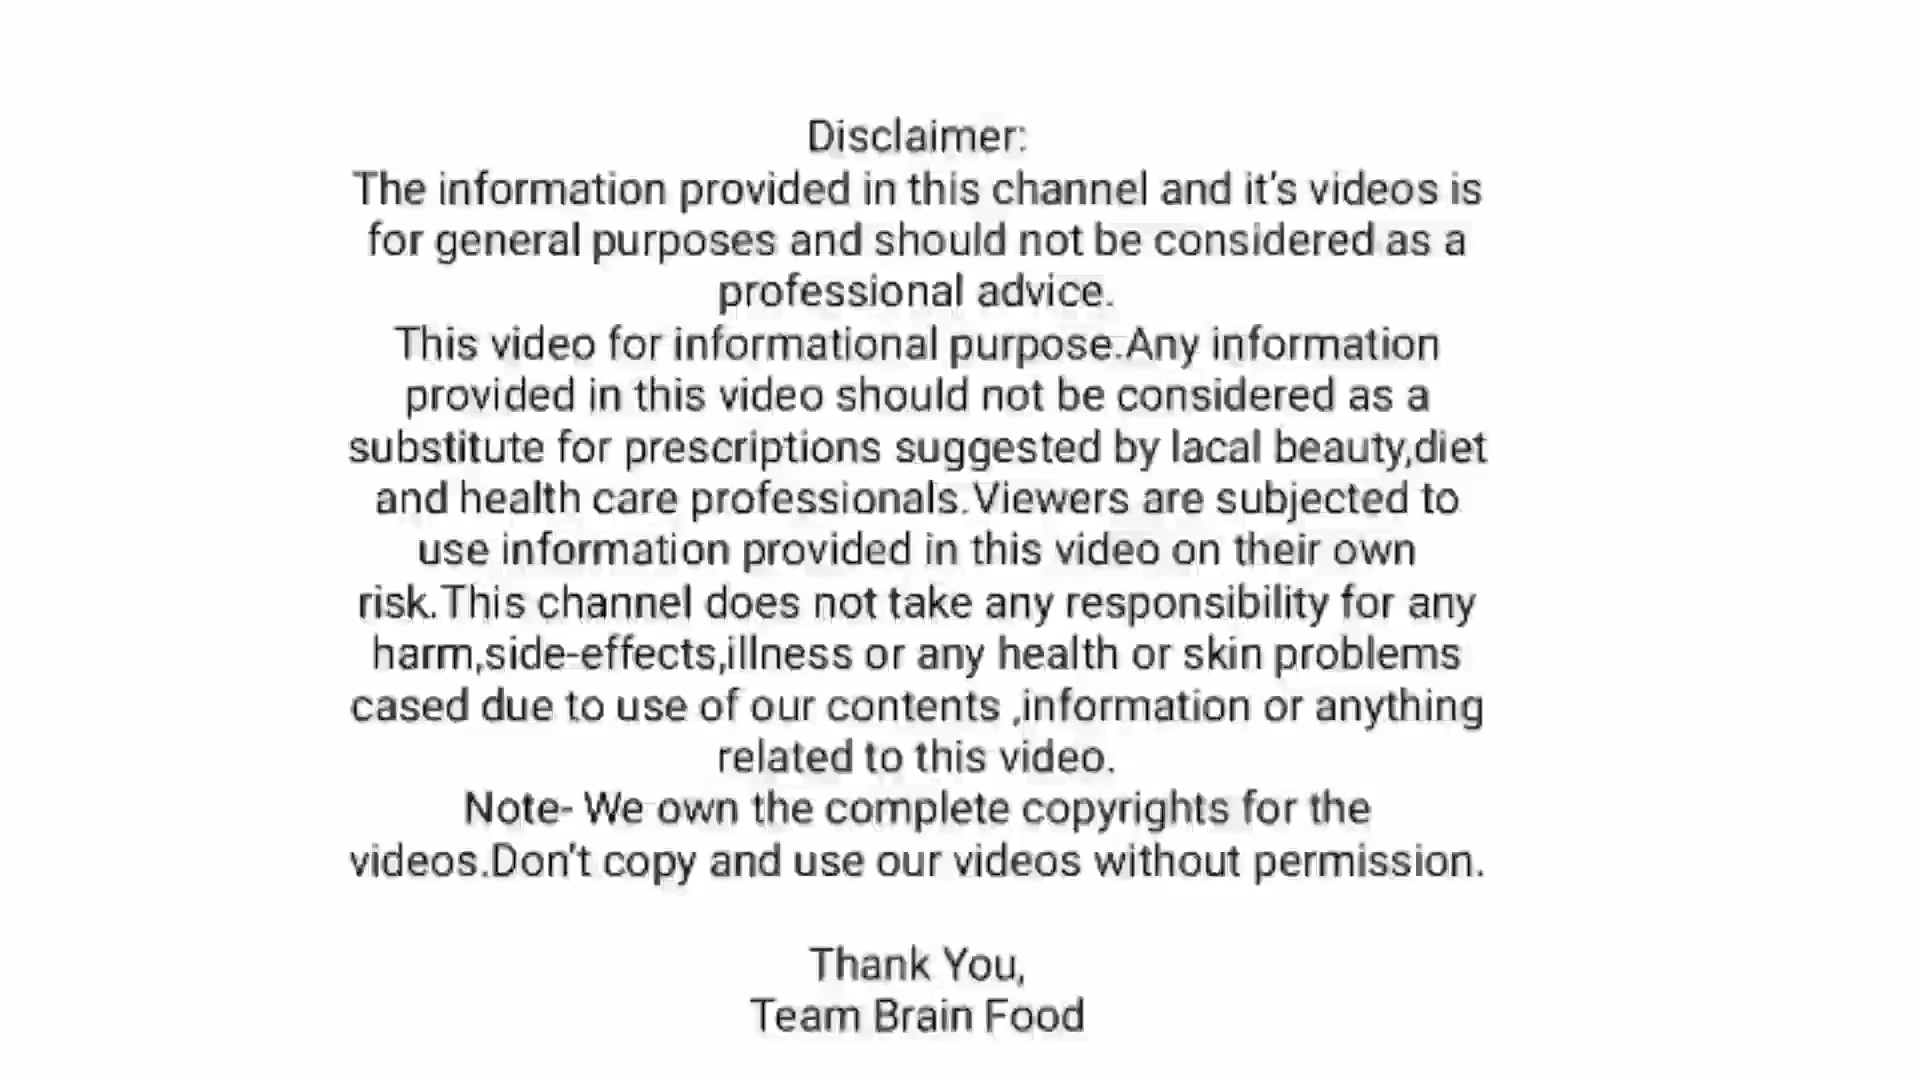 Disclaimer:
The information provided in this channel and it's videos is
for general purposes and should not be considered as a
professional advice.
This video for informational purpose.Any information
provided in this video should not be considered as a
substitute for prescriptions suggested by lacal beauty,diet
and health care professionals.Viewers are subjected to
use information provided in this video on their own
risk.This channel does not take any responsibility for any
harm,side-effects,illness or any health or skin problems
cased due to use of our contents ,information or anything
related to this video.
Note- We own the complete copyrights for the
videos.Don't copy and use our videos without permission.
Thank You,
Team Brain Food